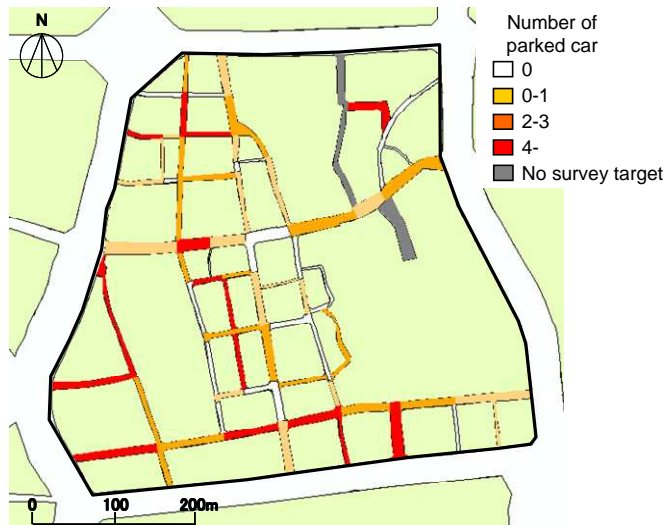 N
Number of
parked car
0
0-1
2-3
4-
No survey target
0 100 200m